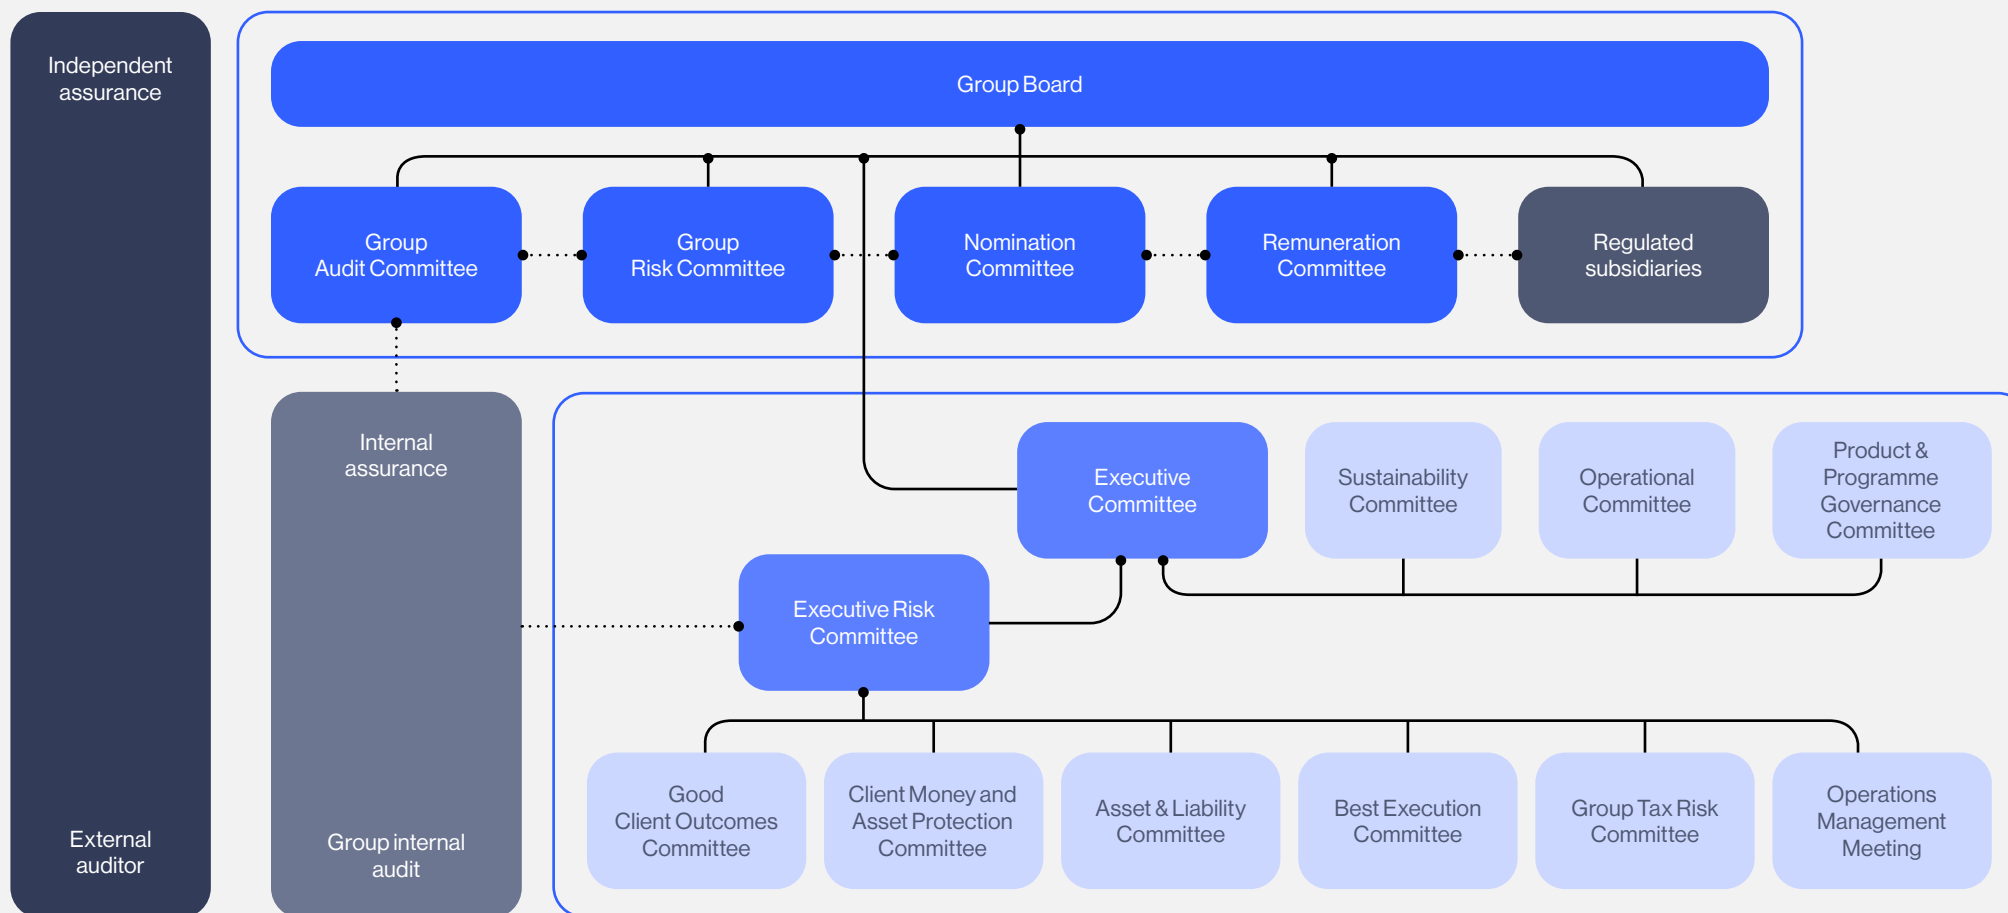 Independent
assurance
External
auditor
Group Board
Group
Audit Committee
Group
Risk Committee
Nomination
Committee
Remuneration
Committee
Regulated
subsidiaries
Internal
assurance
Group internal
audit
Executive
Committee
Sustainability
Committee
Operational
Committee
Product &
Programme
Governance
Committee
Executive Risk
Committee
Good
Client Outcomes
Committee
Client Money and
Asset Protection
Committee
Asset & Liability
Committee
Best Execution
Committee
Group Tax Risk
Committee
Operations
Management
Meeting